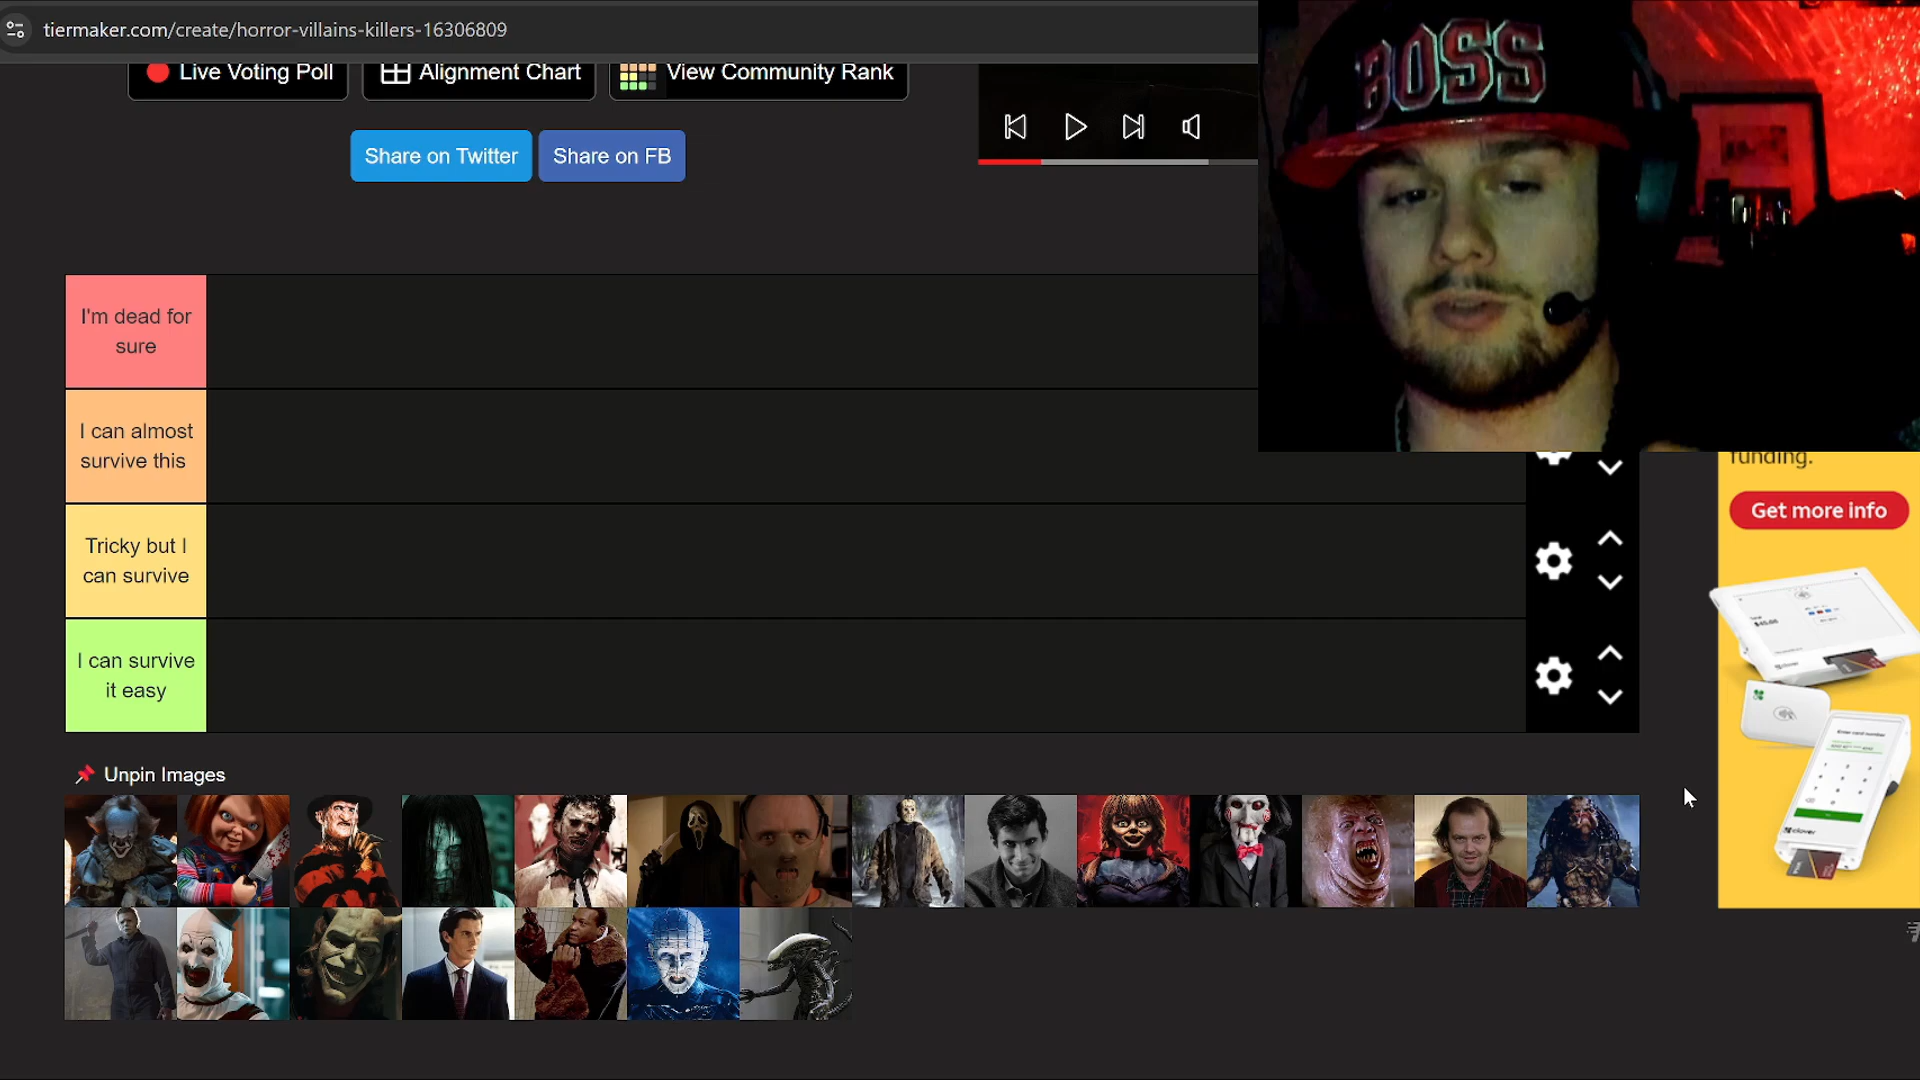 tiermaker.com/create/horror-villains-killers-16306809
Live Voting Poll
Alignment Chart
View Community Rank
Share on Twitter
Share on FB
BOSS
I'm dead for
sure
I can almost
survive this
Tricky but I
can survive
I can survive
it easy
funding.
Get more info
Unpin Images
clover